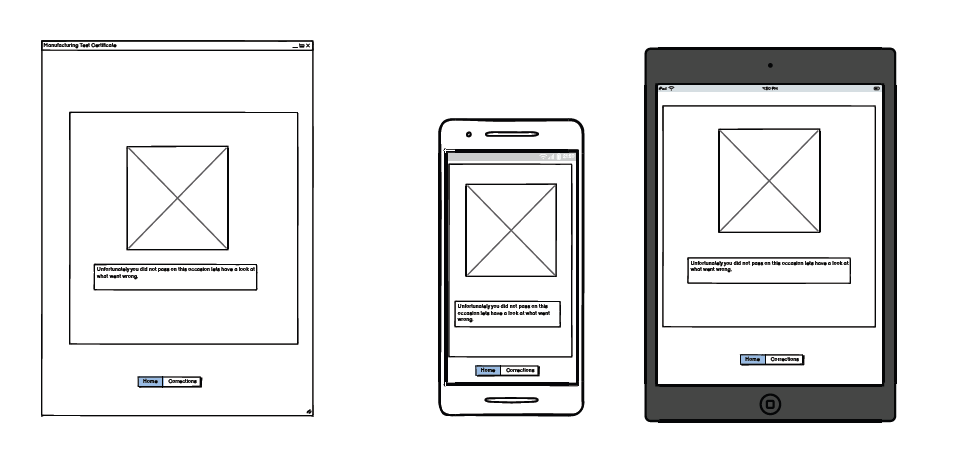 Manufacturing Test Certificate
Unfortunately you did not pass on this occasion lets have a look at
what went wrong.
Home Corrections
Unfortunately you did not pass on this
occasion lets have a look at what went
wrong.
Home Corrections
iPad 4:50 PM
Unfortunately you did not pass on this occasion lets have a look at
what went wrong.
Home Corrections